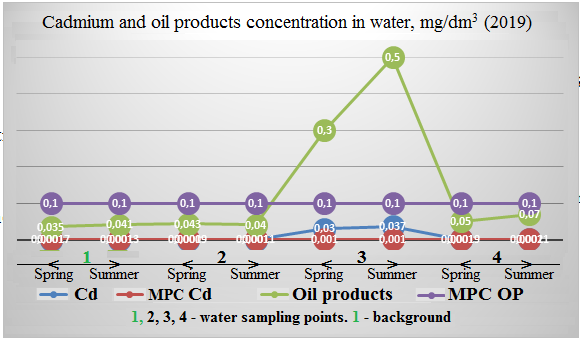 Cadmium and oil products concentration in water, mg/dm³ (2019)
0,5
0,3
0,1 0,1 0,1 0,1 0,1 0,1 0,1 0,1
0,035 0,041 0,043 0,04 0,03 0,037 0,05 0,07
0,00017 0,00013 0,00009 0,00011 0,001 0,001 0,00019 0,00021
1 2 3 4
Spring Summer Spring Summer Spring Summer Spring Summer
Cd MPC Cd Oil products MPC OP
1, 2, 3, 4 - water sampling points. 1 - background